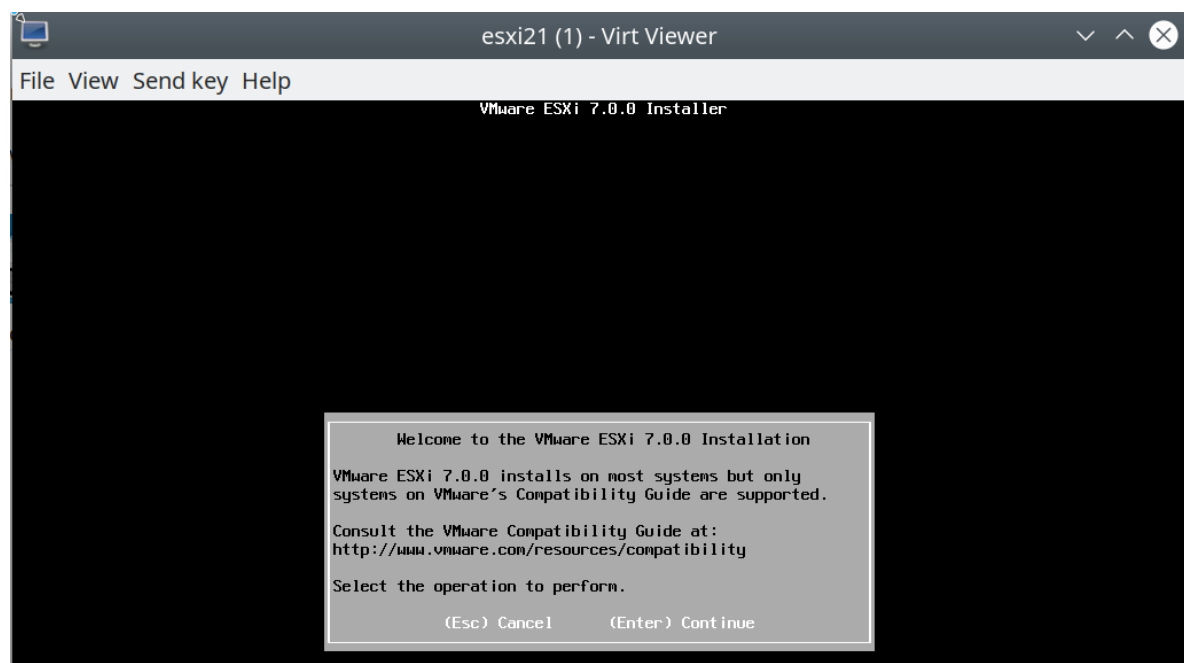 esxi21 (1) - Virt Viewer
File View Send key Help
VMware ESXi 7.0.0 Installer
Welcome to the VMware ESXi 7.0.0 Installation
VMware ESXi 7.0.0 installs on most systems but only
systems on VMware's Compatibility Guide are supported.
Consult the VMware Compatibility Guide at:
http://www.vmware.com/resources/compatibility
Select the operation to perform.
(Esc) Cancel (Enter) Continue